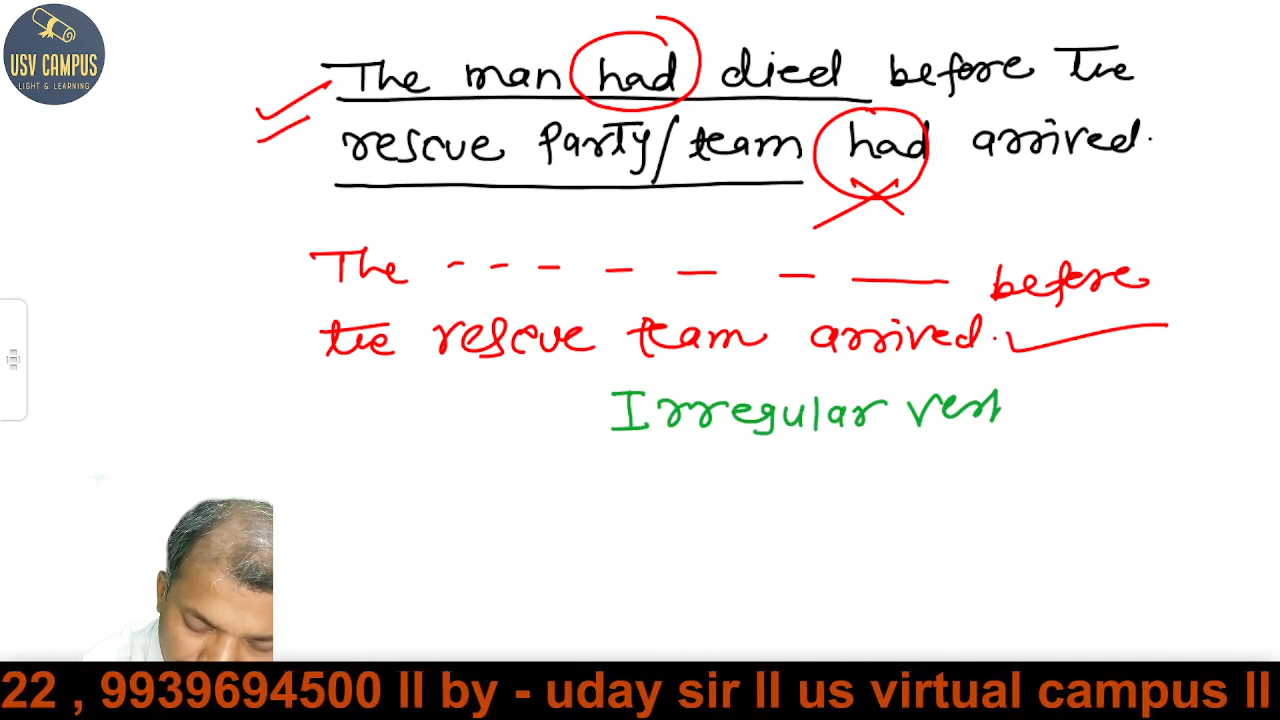 USV CAMPUS
LIGHT & LEARNING
The man had died before the
rescue party/team had arrived.
The - - - - - - - before
the rescue team arrived.
Irregular verb
22 , 9939694500 ll by - uday sir ll us virtual campus ll